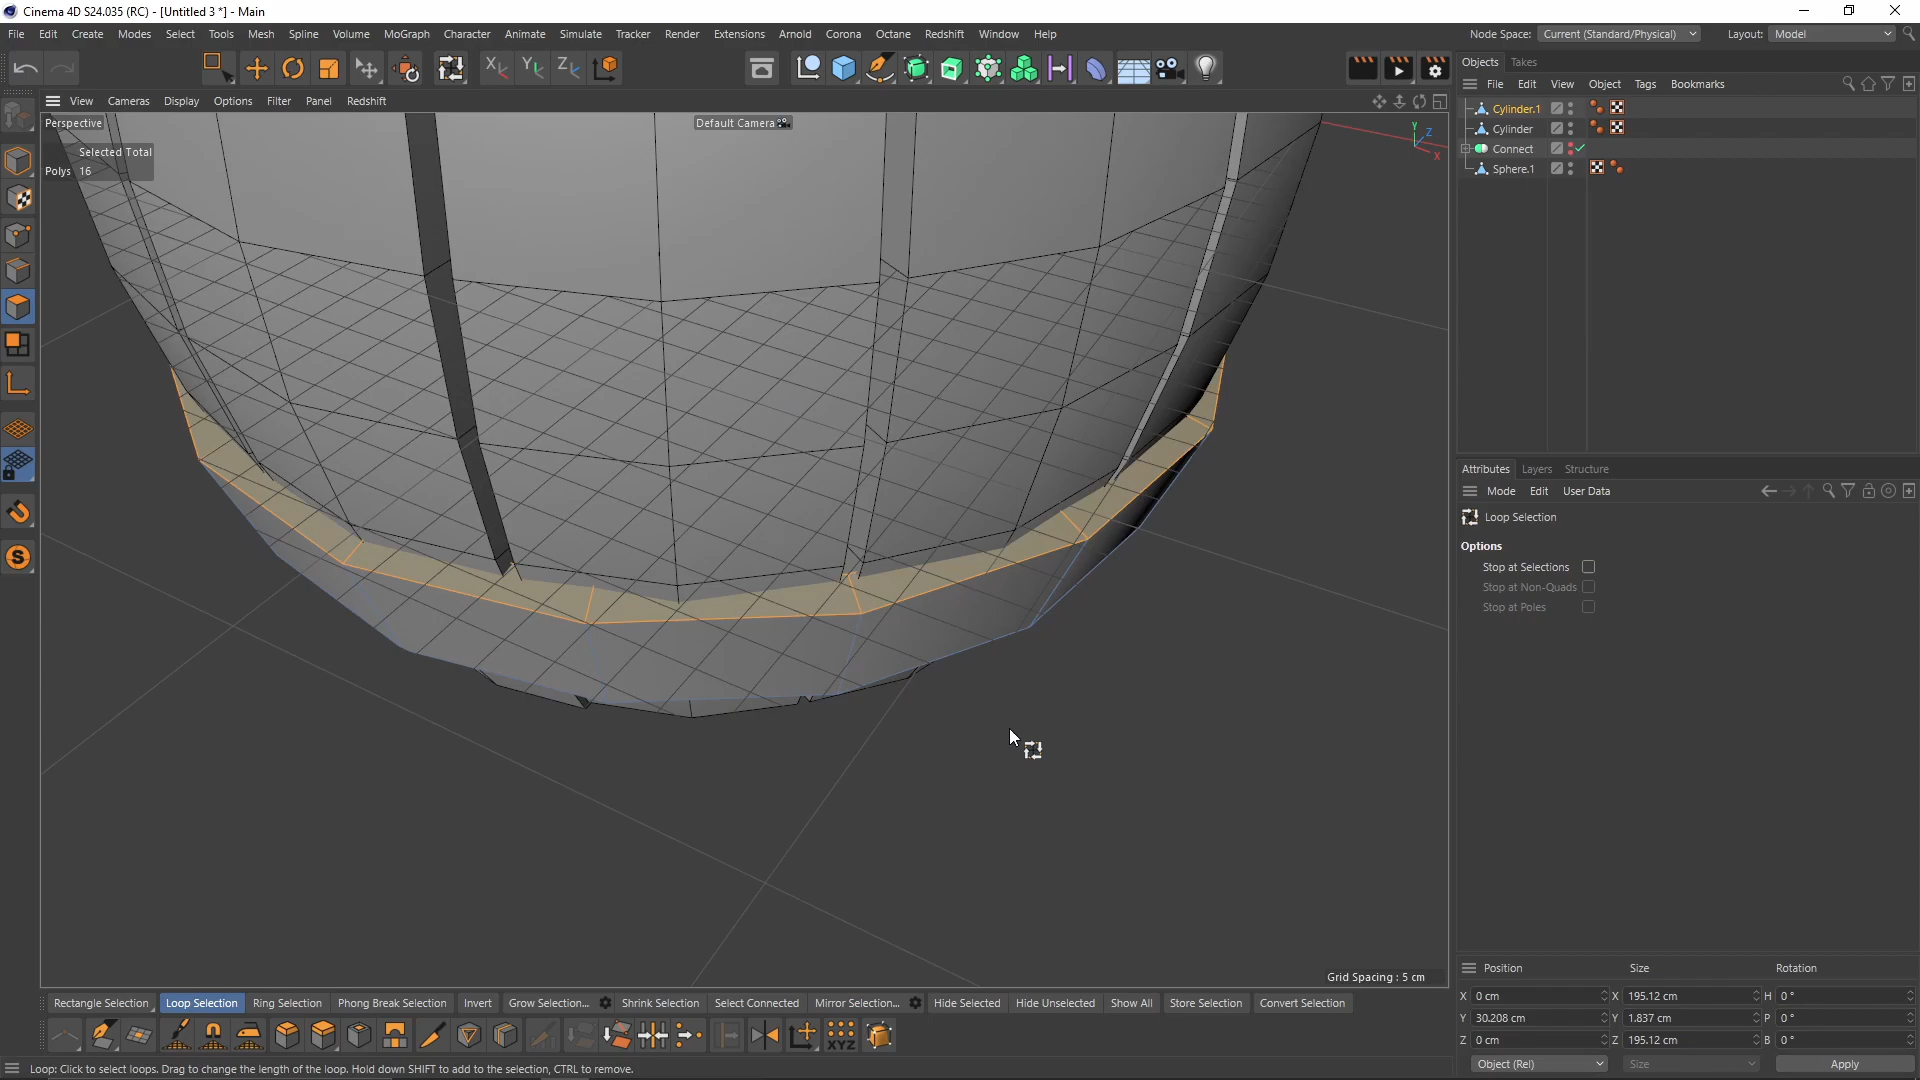 Cinema 4D S24.035 (RC) - [Untitled 3 *] - Main
File Edit Create Modes Select Tools Mesh Spline Volume MoGraph Character Animate Simulate Tracker Render Extensions Arnold Corona Octane Redshift Window Help
Node Space: Current (Standard/Physical) Layout: Model
Objects Takes
File Edit View Object Tags Bookmarks
View Cameras Display Options Filter Panel Redshift
Perspective
Default Camera
Selected Total
Polys 16
Y
Z
X
Cylinder.1
Cylinder
Connect
Sphere.1
Attributes Layers Structure
Mode Edit User Data
Loop Selection
Options
Stop at Selections
Stop at Non-Quads
Stop at Poles
Grid Spacing : 5 cm
Position Size Rotation
X 0 cm X 195.12 cm H 0 °
Y 30.208 cm Y 1.837 cm P 0 °
Z 0 cm Z 195.12 cm B 0 °
Object (Rel) Size Apply
Rectangle Selection Loop Selection Ring Selection Phong Break Selection Invert Grow Selection... Shrink Selection Select Connected Mirror Selection... Hide Selected Hide Unselected Show All Store Selection Convert Selection
XYZ
Loop: Click to select loops. Drag to change the length of the loop. Hold down SHIFT to add to the selection, CTRL to remove.